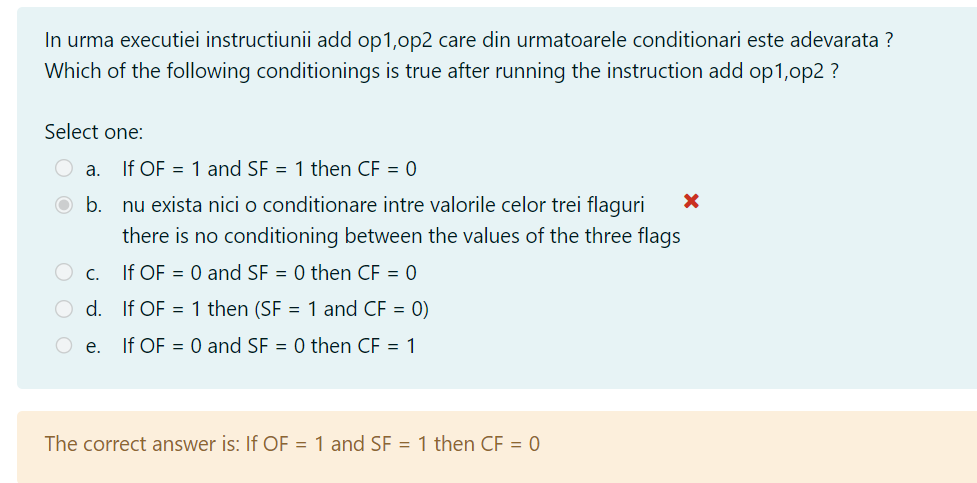 In urma executiei instructiunii add op1,op2 care din urmatoarele conditionari este adevarata ?
Which of the following conditionings is true after running the instruction add op1,op2 ?
Select one:
a. If OF = 1 and SF = 1 then CF = 0
b. nu exista nici o conditionare intre valorile celor trei flaguri
there is no conditioning between the values of the three flags
c. If OF = 0 and SF = 0 then CF = 0
d. If OF = 1 then (SF = 1 and CF = 0)
e. If OF = 0 and SF = 0 then CF = 1
The correct answer is: If OF = 1 and SF = 1 then CF = 0